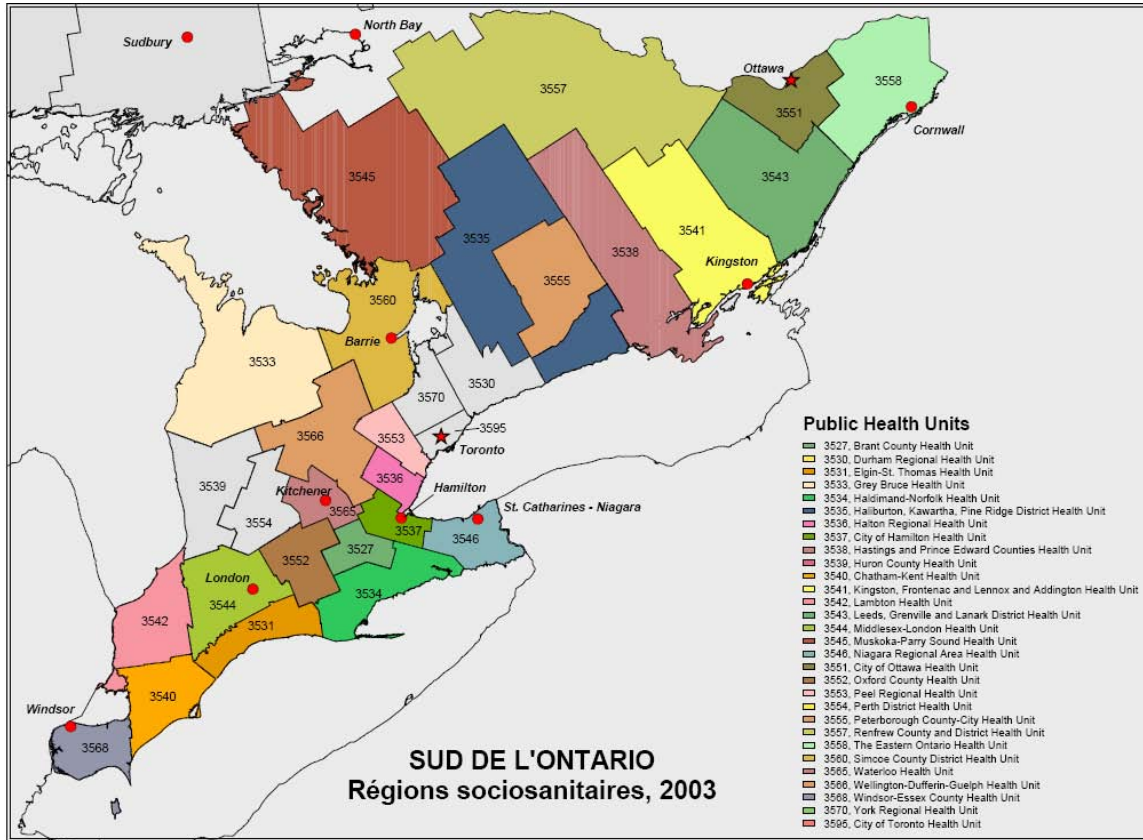 North Bay
Sudbury
Ottawa
3558
3557
3551
Cornwall
3545
3543
3541
3535
3538
Kingston
3555
3560
Barrie
3533
3530
3570
3595
Toronto
3566
3553
3539
3536
Hamilton
Kitchener
3565
St. Catharines - Niagara
3554
3537
3546
3527
3552
London
3544
3534
3542
3531
3540
Windsor
3568
Public Health Units
3527, Brant County Health Unit
3530, Durham Regional Health Unit
3531, Elgin-St. Thomas Health Unit
3533, Grey Bruce Health Unit
3534, Haldimand-Norfolk Health Unit
3535, Haliburton, Kawartha, Pine Ridge District Health Unit
3536, Halton Regional Health Unit
3537, City of Hamilton Health Unit
3538, Hastings and Prince Edward Counties Health Unit
3539, Huron County Health Unit
3540, Chatham-Kent Health Unit
3541, Kingston, Frontenac and Lennox and Addington Health Unit
3542, Lambton Health Unit
3543, Leeds, Grenville and Lanark District Health Unit
3544, Middlesex-London Health Unit
3545, Muskoka-Parry Sound Health Unit
3546, Niagara Regional Area Health Unit
3551, City of Ottawa Health Unit
3552, Oxford County Health Unit
3553, Peel Regional Health Unit
3554, Perth District Health Unit
3555, Peterborough County-City Health Unit
3557, Renfrew County and District Health Unit
3558, The Eastern Ontario Health Unit
3560, Simcoe County District Health Unit
3565, Waterloo Health Unit
3566, Wellington-Dufferin-Guelph Health Unit
3568, Windsor-Essex County Health Unit
3570, York Regional Health Unit
3595, City of Toronto Health Unit
SUD DE L'ONTARIO
Régions sociosanitaires, 2003